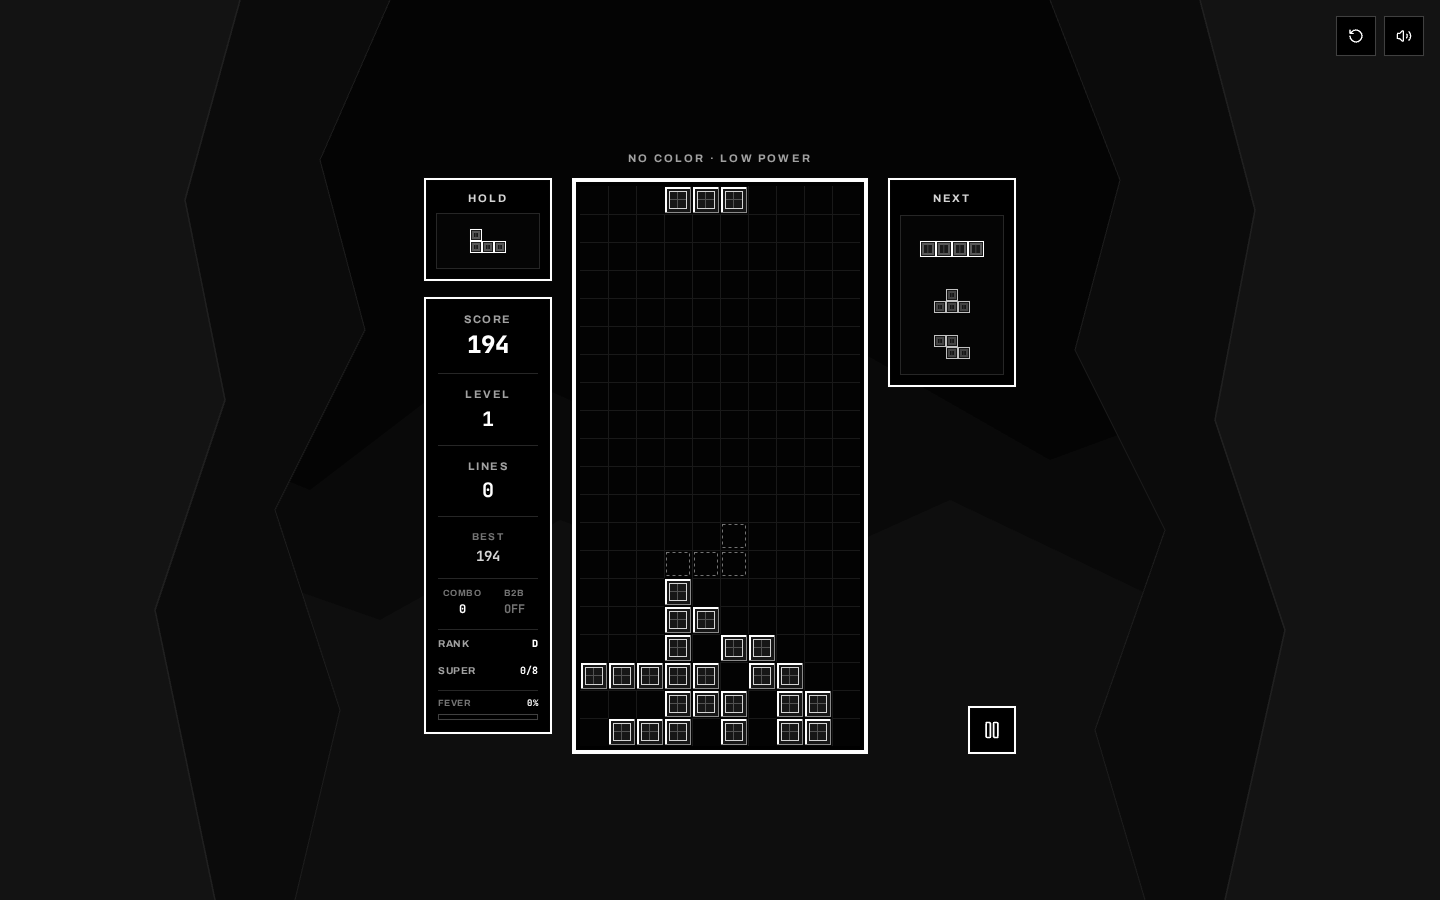 NO COLOR · LOW POWER
HOLD
NEXT
SCORE
194
LEVEL
1
LINES
0
BEST
194
COMBO B2B
0 OFF
RANK D
SUPER 0/8
FEVER 0%